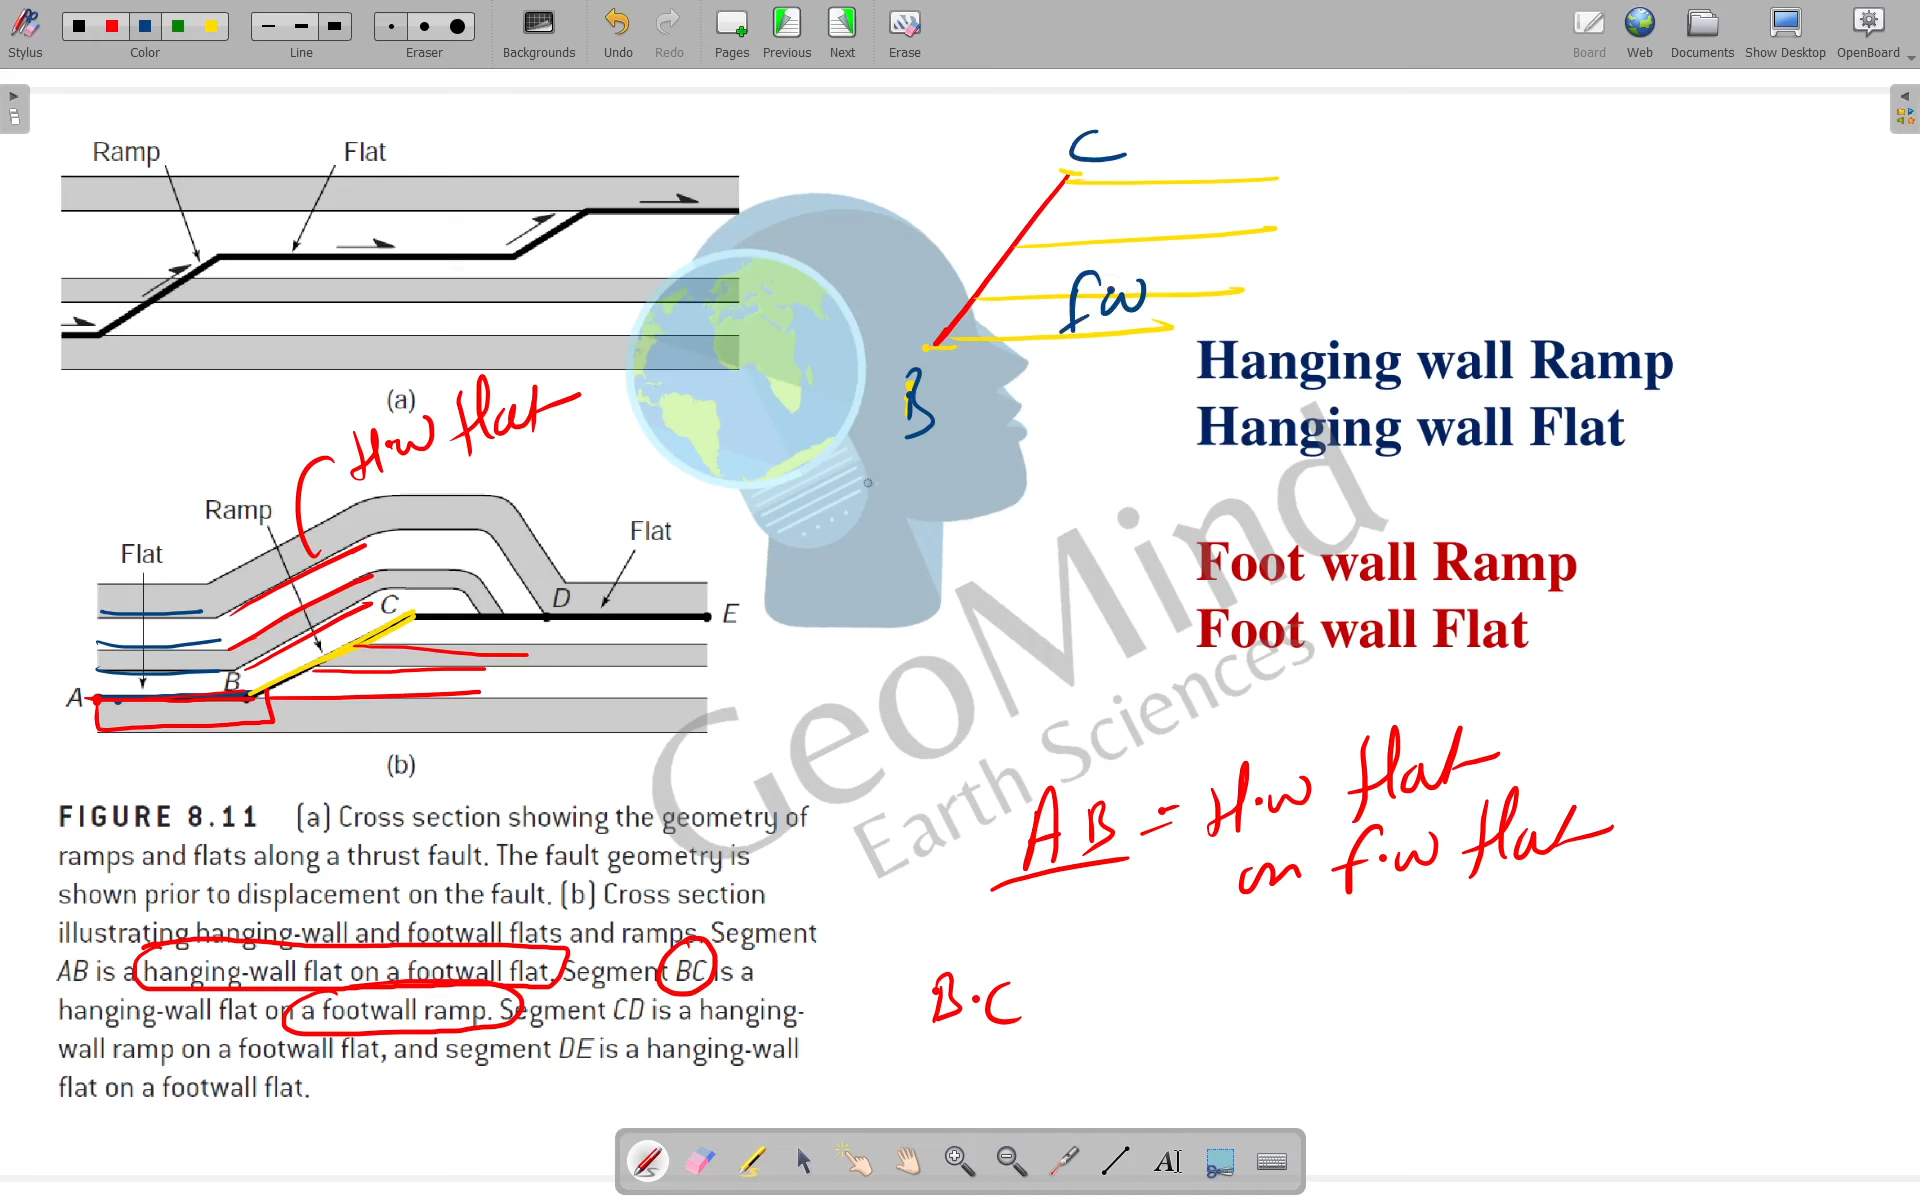 Stylus
Color
Line
Eraser
Backgrounds
Undo
Redo
Pages
Previous
Next
Erase
Board
Web
Documents
Show Desktop
OpenBoard
Ramp
Flat
(a)
C
f.w
B
H.w flat
Hanging wall Ramp
Hanging wall Flat
Foot wall Ramp
Foot wall Flat
Ramp
Flat
Flat
C
D
E
B
A
(b)
GeoMind
Earth Sciences
FIGURE 8.11 (a) Cross section showing the geometry of
ramps and flats along a thrust fault. The fault geometry is
shown prior to displacement on the fault. (b) Cross section
illustrating hanging-wall and footwall flats and ramps. Segment
AB is a hanging-wall flat on a footwall flat. Segment BC is a
hanging-wall flat on a footwall ramp. Segment CD is a hanging-
wall ramp on a footwall flat, and segment DE is a hanging-wall
flat on a footwall flat.
AB = H.w flat
on f.w flat
B.C